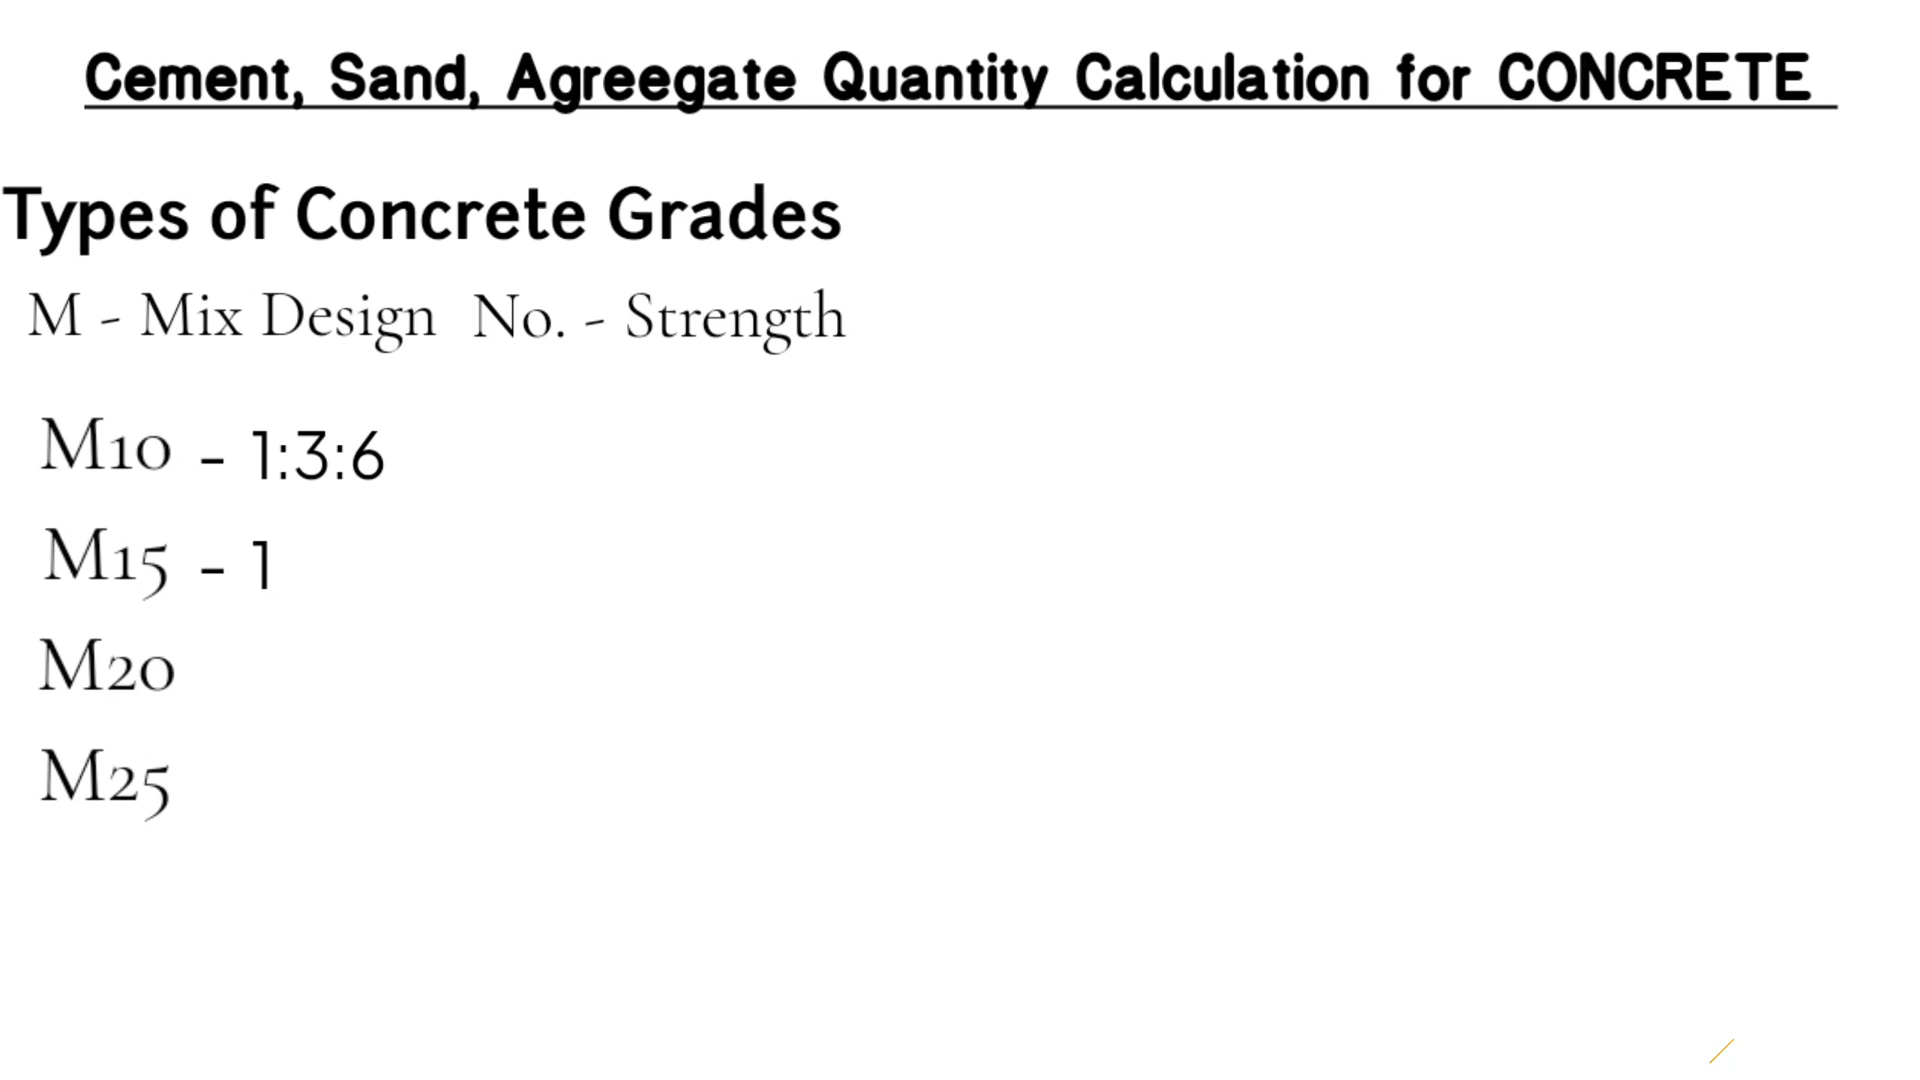 Cement, Sand, Agreegate Quantity Calculation for CONCRETE
Types of Concrete Grades
M - Mix Design No. - Strength
M10 - 1:3:6
M15 - 1
M20
M25